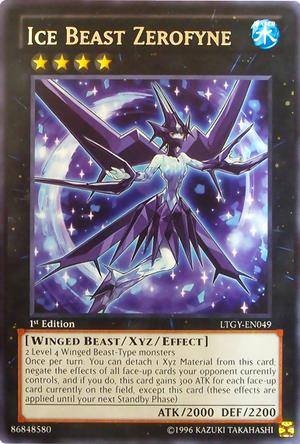 ICE BEAST ZEROFYNE
水
1st Edition
LTGY-EN049
[WINGED BEAST/XYZ/EFFECT]
2 Level 4 Winged Beast-Type monsters
Once per turn: You can detach 1 Xyz Material from this card;
negate the effects of all face-up cards your opponent currently
controls, and if you do, this card gains 300 ATK for each face-up
card currently on the field, except this card (these effects are
applied until your next Standby Phase)
ATK/2000 DEF/2200
86848580
©1996 KAZUKI TAKAHASHI